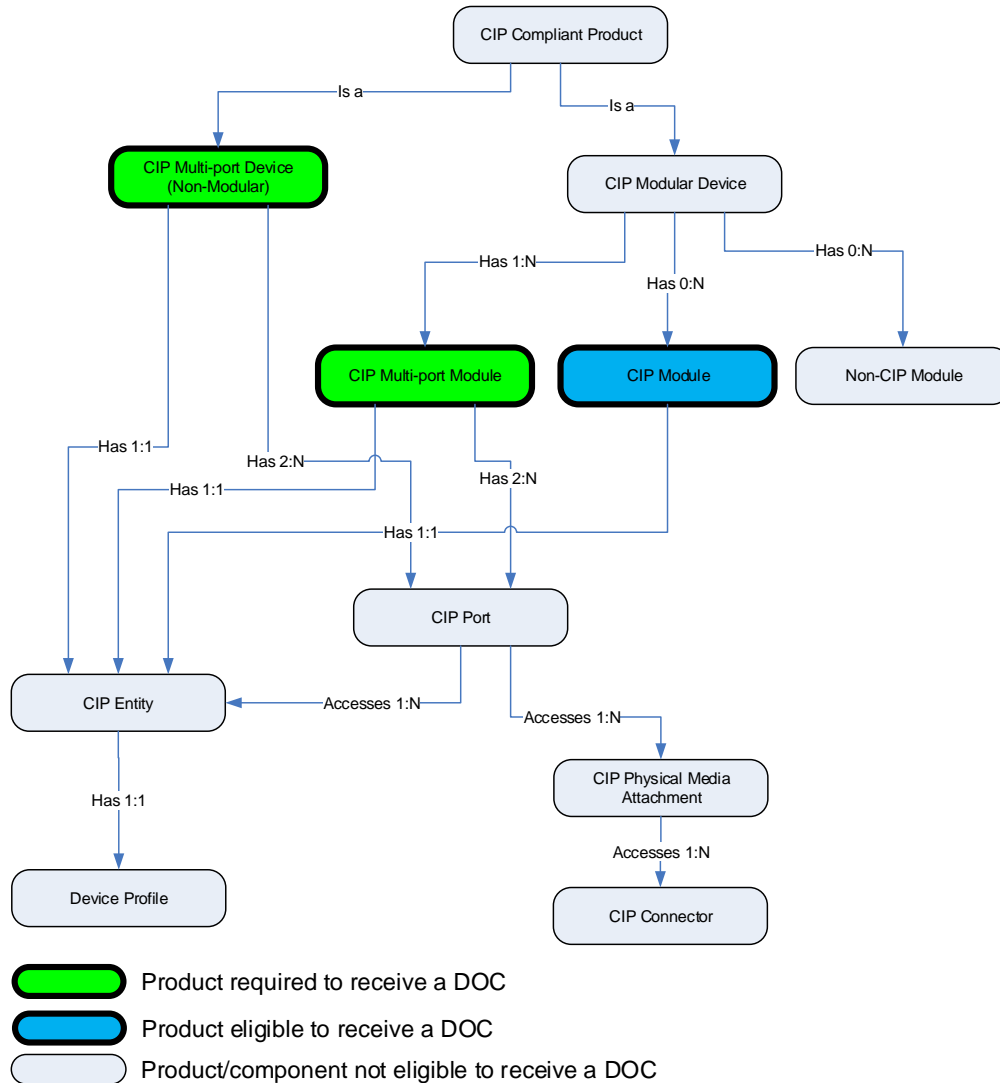 CIP Compliant Product
Is a
Is a
CIP Multi-port Device
(Non-Modular)
CIP Modular Device
Has 1:N
Has 0:N
Has 0:N
CIP Multi-port Module
CIP Module
Non-CIP Module
Has 1:1
Has 2:N
Has 1:1
Has 2:N
Has 1:1
CIP Port
CIP Entity
Accesses 1:N
Accesses 1:N
CIP Physical Media
Attachment
Has 1:1
Accesses 1:N
Device Profile
CIP Connector
Product required to receive a DOC
Product eligible to receive a DOC
Product/component not eligible to receive a DOC